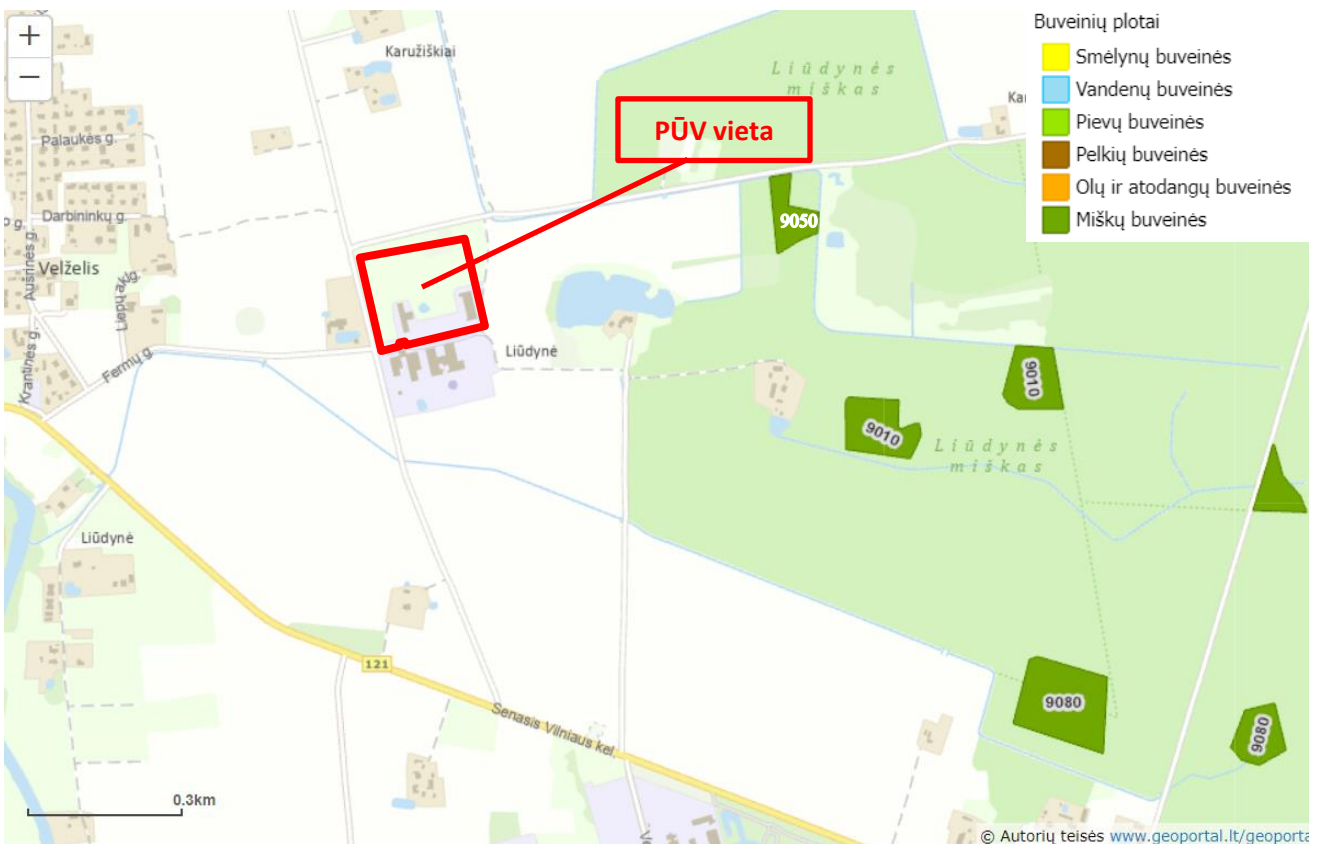 +
−
Karužiškiai
Liūdynės
miškas
PŪV vieta
Buveinių plotai
Smėlynų buveinės
Vandenų buveinės
Pievų buveinės
Pelkių buveinės
Olų ir atodangų buveinės
Miškų buveinės
Palaukės g.
Darbininkų g.
Aušrinės g.
Velželis
Liepų g.
Krantinės g.
Fermų g.
9050
Liūdynė
9010
9010
Liūdynės
miškas
Liūdynė
121
Senasis Vilniaus kel.
9080
9080
0.3km
© Autorių teisės www.geoportal.lt/geoporta